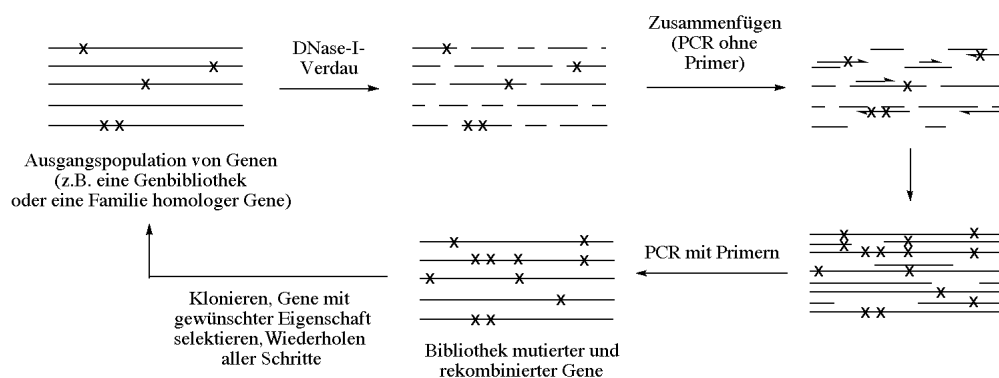 DNase-I-
Verdau
Zusammenfügen
(PCR ohne
Primer)
Ausgangspopulation von Genen
(z.B. eine Genbibliothek
oder eine Familie homologer Gene)
PCR mit Primern
Klonieren, Gene mit
gewünschter Eigenschaft
selektieren, Wiederholen
aller Schritte
Bibliothek mutierter und
rekombinierter Gene